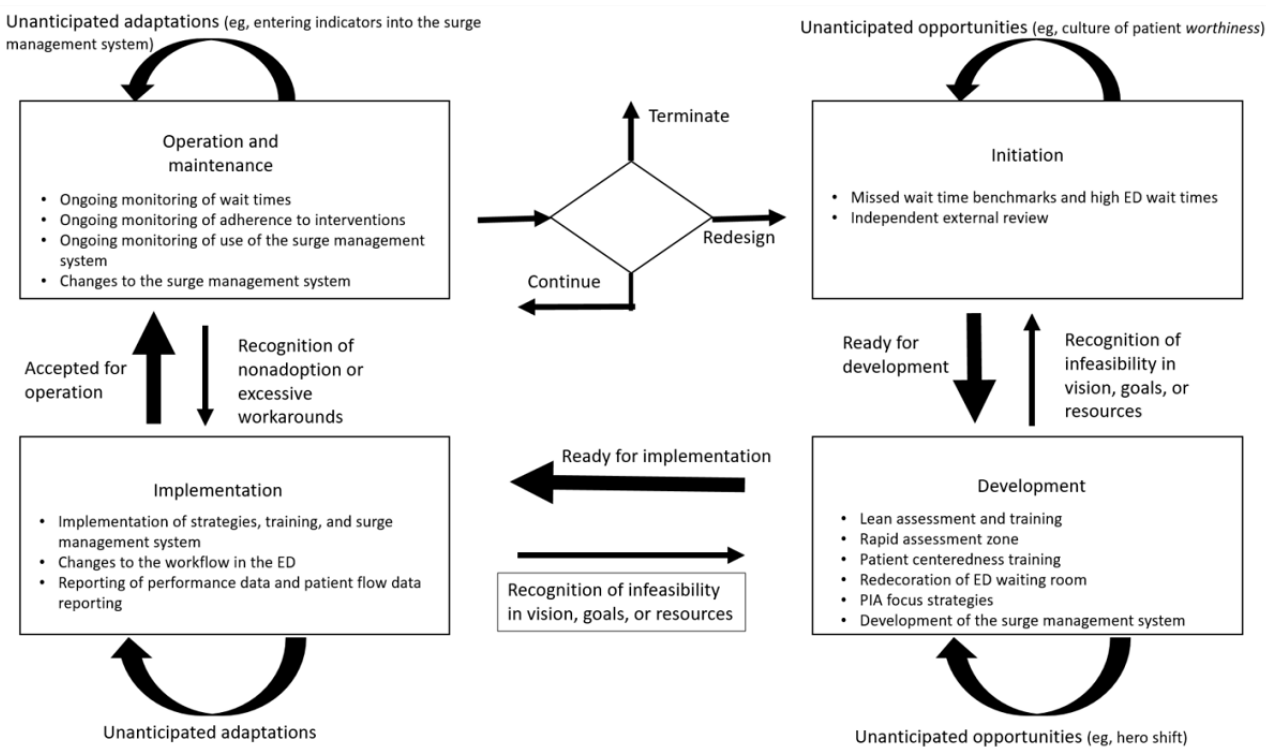 Unanticipated adaptations (eg, entering indicators into the surge
management system)
Unanticipated opportunities (eg, culture of patient worthiness)
Operation and
maintenance
• Ongoing monitoring of wait times
• Ongoing monitoring of adherence to interventions
• Ongoing monitoring of use of the surge management
system
• Changes to the surge management system
Terminate
Redesign
Continue
Initiation
• Missed wait time benchmarks and high ED wait times
• Independent external review
Accepted for
operation
Recognition of
nonadoption or
excessive
workarounds
Ready for
development
Recognition of
infeasibility in
vision, goals, or
resources
Implementation
• Implementation of strategies, training, and surge
management system
• Changes to the workflow in the ED
• Reporting of performance data and patient flow data
reporting
Ready for implementation
Recognition of infeasibility
in vision, goals, or resources
Development
• Lean assessment and training
• Rapid assessment zone
• Patient centeredness training
• Redecoration of ED waiting room
• PIA focus strategies
• Development of the surge management system
Unanticipated adaptations
Unanticipated opportunities (eg, hero shift)